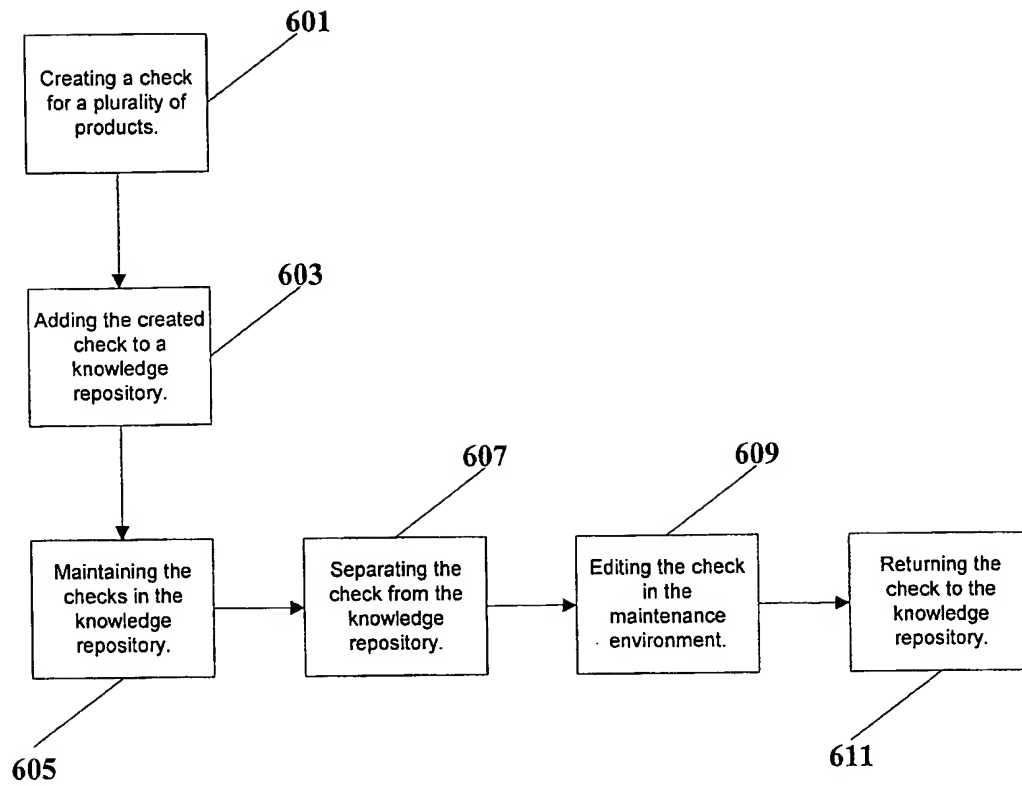 601
Creating a check
for a plurality of
products.
603
Adding the created
check to a
knowledge
repository.
605
Maintaining the
checks in the
knowledge
repository.
607
Separating the
check from the
knowledge
repository.
609
Editing the check
in the
maintenance
environment.
Returning the
check to the
knowledge
repository.
611